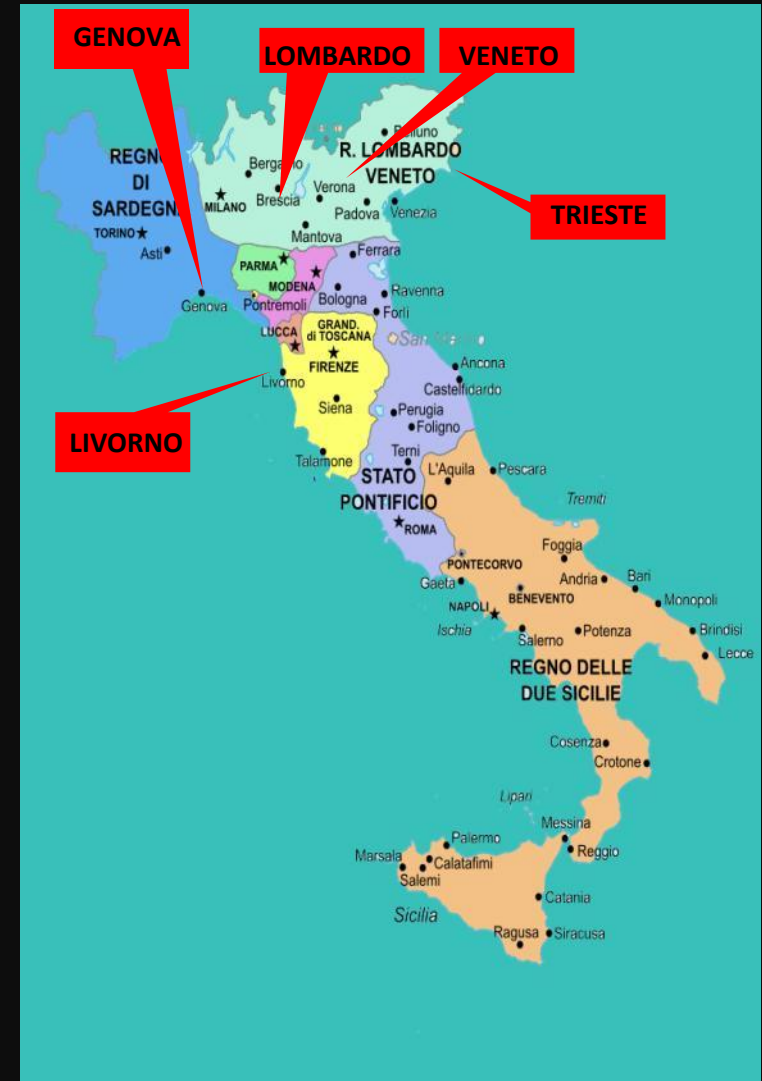 GENOVA
LOMBARDO
VENETO
TRIESTE
LIVORNO
REGNO
DI
SARDEGNA
TORINO
Asti
Genova
Bergamo
MILANO
Brescia
Belluno
R. LOMBARDO
VENETO
Verona
Padova
Venezia
Mantova
Ferrara
PARMA
MODENA
Pontremoli
Bologna
Ravenna
Forlì
LUCCA
GRAND.
di TOSCANA
FIRENZE
San Marino
Livorno
Siena
Ancona
Castelfidardo
Perugia
Foligno
Talamone
Terni
STATO
PONTIFICIO
ROMA
L'Aquila
Pescara
Tremiti
PONTECORVO
Foggia
Gaeta
BENEVENTO
Andria
Bari
NAPOLI
Monopoli
Ischia
Salerno
Potenza
Brindisi
Lecce
REGNO DELLE
DUE SICILIE
Cosenza
Crotone
Lipari
Messina
Reggio
Palermo
Marsala
Calatafimi
Salemi
Sicilia
Catania
Ragusa
Siracusa